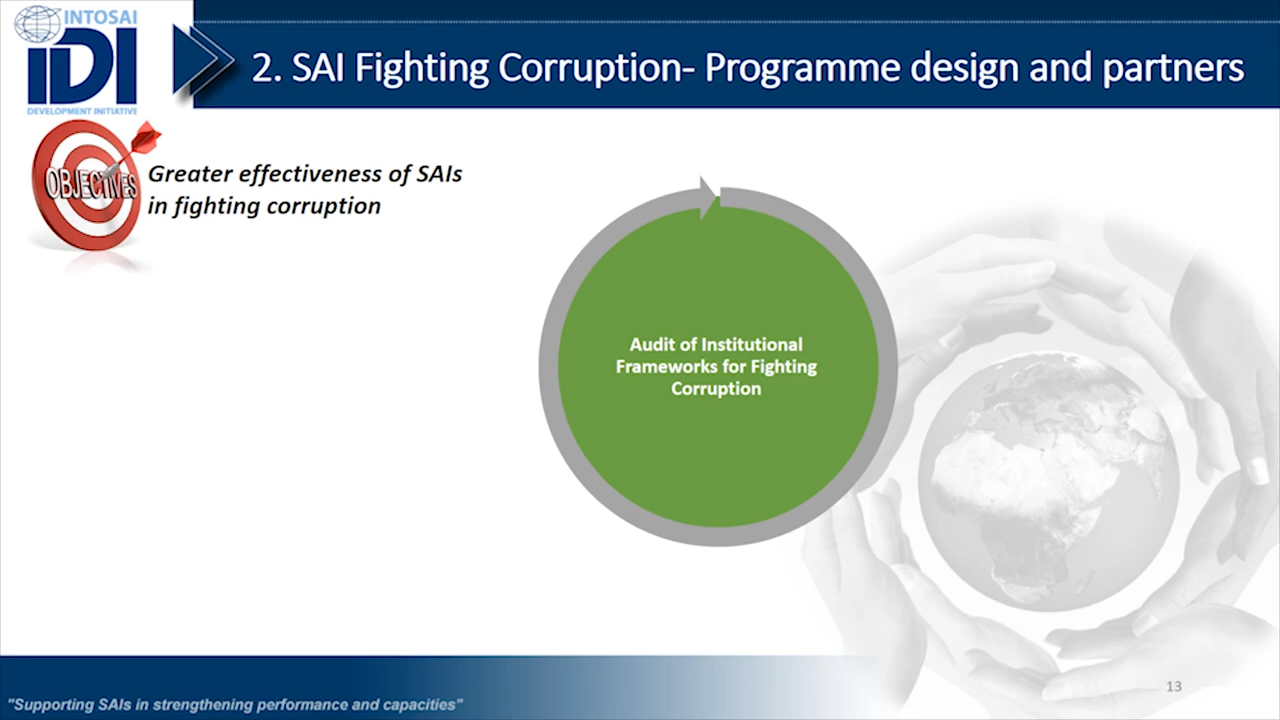 INTOSAI
IDI
DEVELOPMENT INITIATIVE
2. SAI Fighting Corruption- Programme design and partners
OBJECTIVES
Greater effectiveness of SAIs
in fighting corruption
Audit of Institutional
Frameworks for Fighting
Corruption
13
"Supporting SAIs in strengthening performance and capacities"